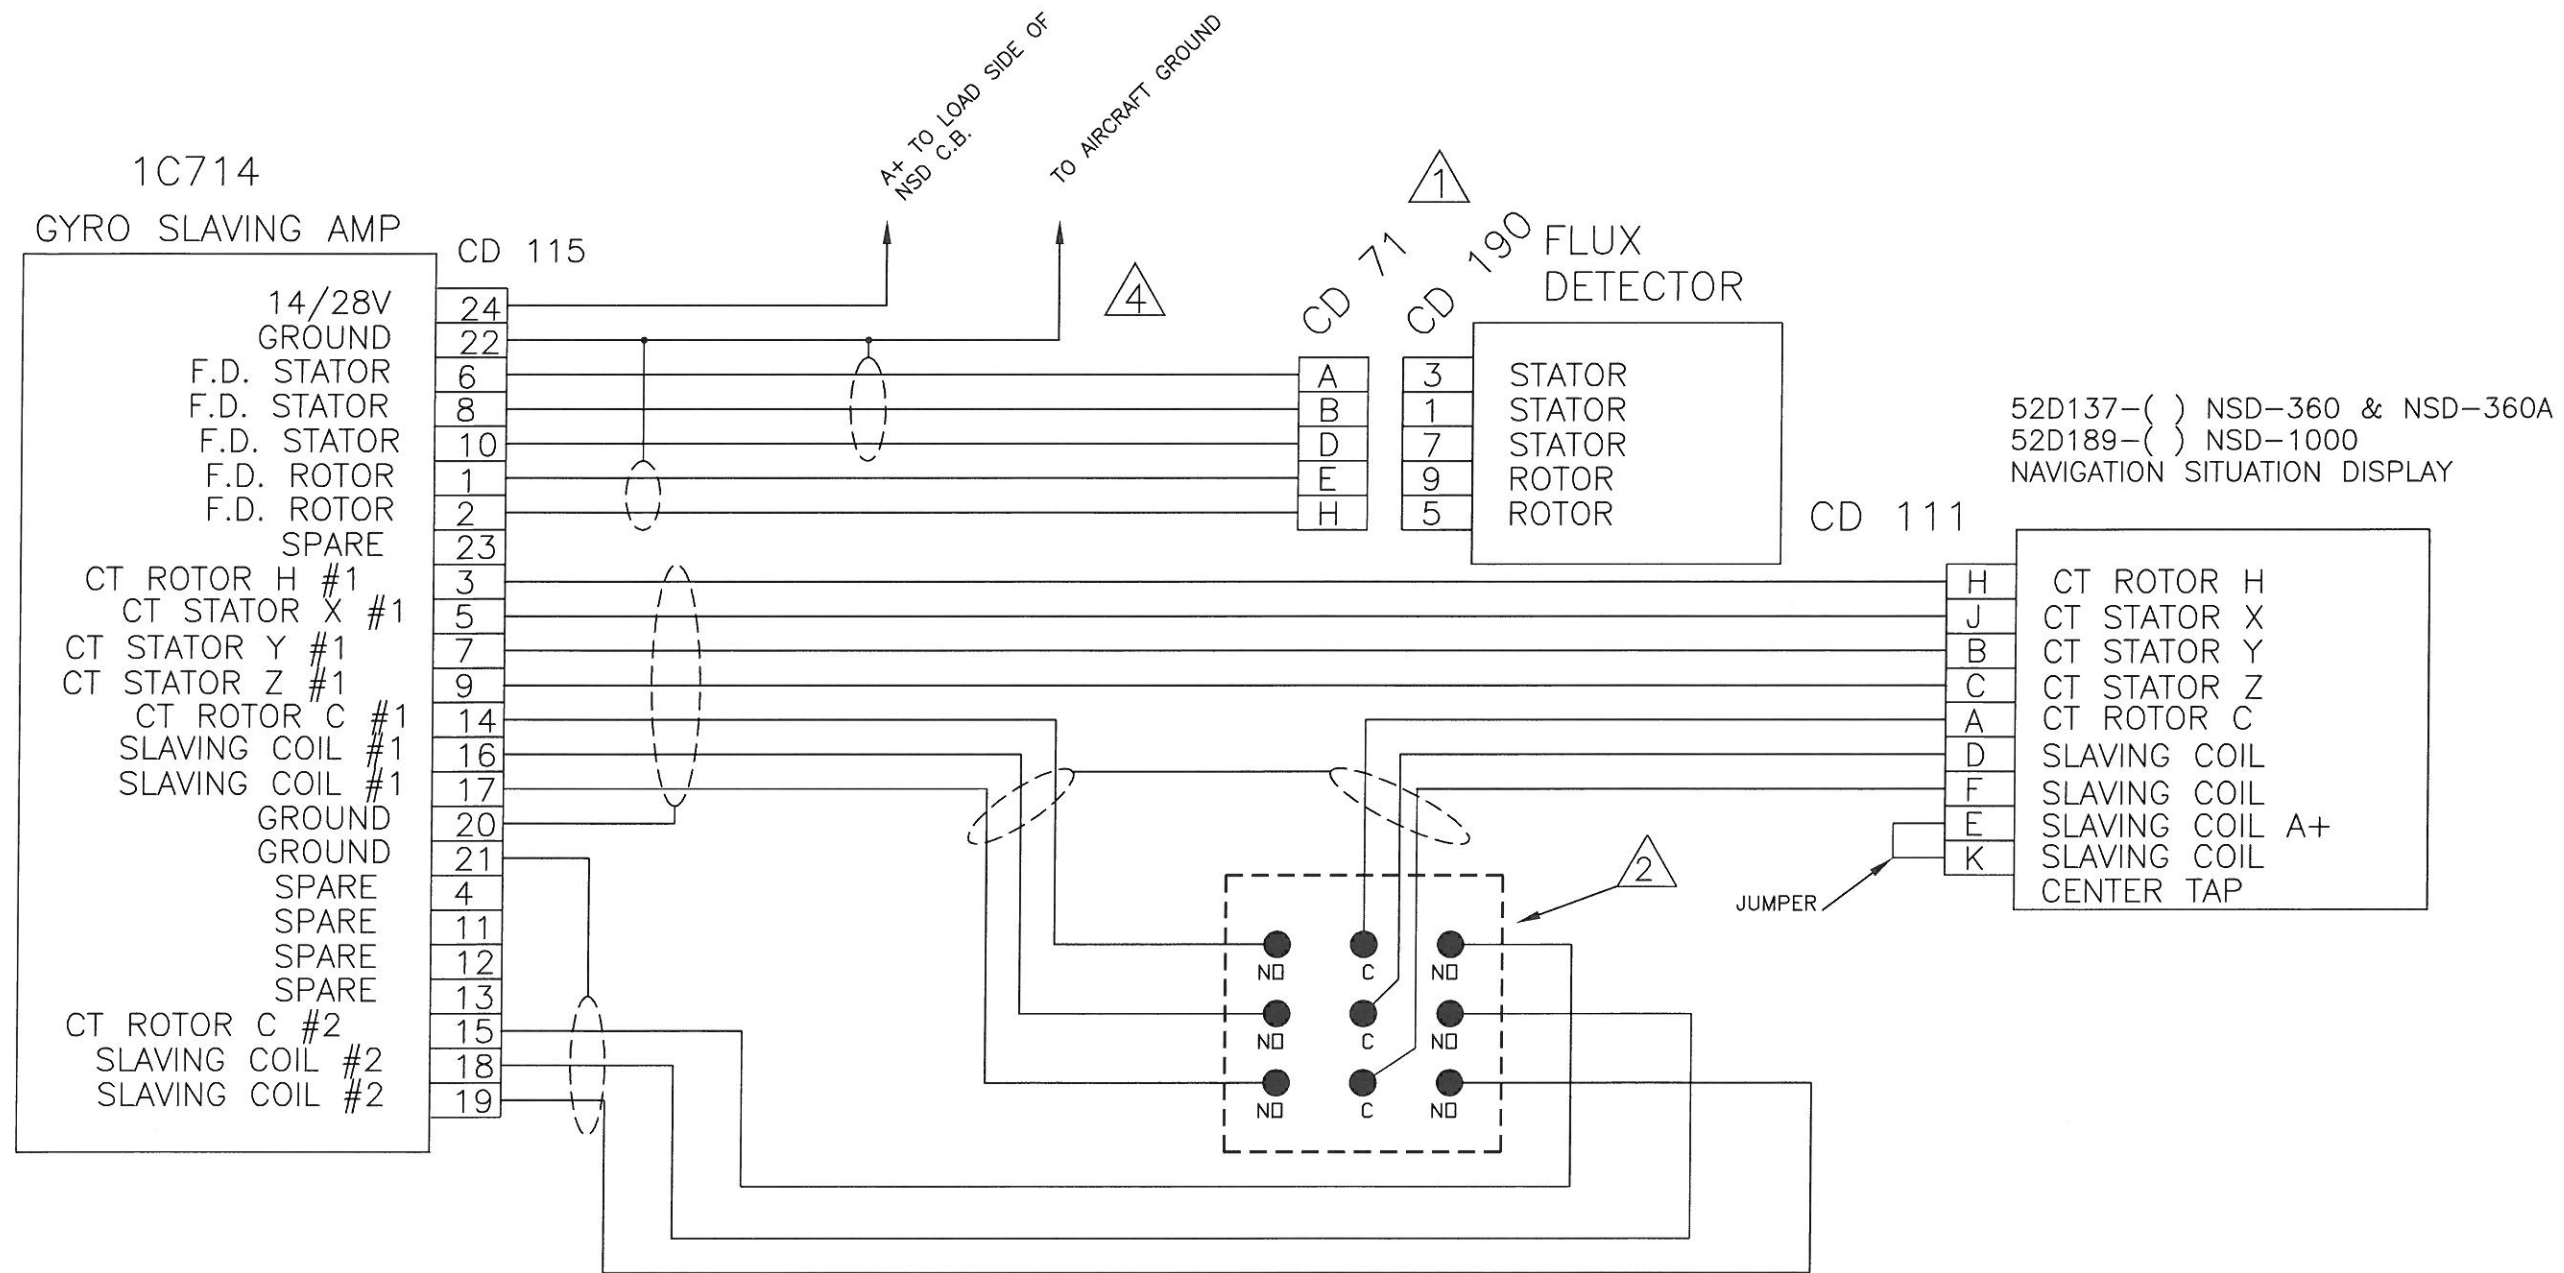 A+ TO LOAD SIDE OF
NSD C.B.
TO AIRCRAFT GROUND
1C714
GYRO SLAVING AMP
CD 115
14/28V 24
GROUND 22
F.D. STATOR 6
F.D. STATOR 8
F.D. STATOR 10
F.D. ROTOR 1
F.D. ROTOR 2
SPARE 23
CT ROTOR H #1 3
CT STATOR X #1 5
CT STATOR Y #1 7
CT STATOR Z #1 9
CT ROTOR C #1 14
SLAVING COIL #1 16
SLAVING COIL #1 17
GROUND 20
GROUND 21
SPARE 4
SPARE 11
SPARE 12
SPARE 13
CT ROTOR C #2 15
SLAVING COIL #2 18
SLAVING COIL #2 19
4
1
CD 71
CD 190
FLUX
DETECTOR
A 3 STATOR
B 1 STATOR
D 7 STATOR
E 9 ROTOR
H 5 ROTOR
52D137-( ) NSD-360 & NSD-360A
52D189-( ) NSD-1000
NAVIGATION SITUATION DISPLAY
CD 111
H CT ROTOR H
J CT STATOR X
B CT STATOR Y
C CT STATOR Z
A CT ROTOR C
D SLAVING COIL
F SLAVING COIL
E SLAVING COIL A+
K SLAVING COIL
CENTER TAP
JUMPER
2
NO C NO
NO C NO
NO C NO